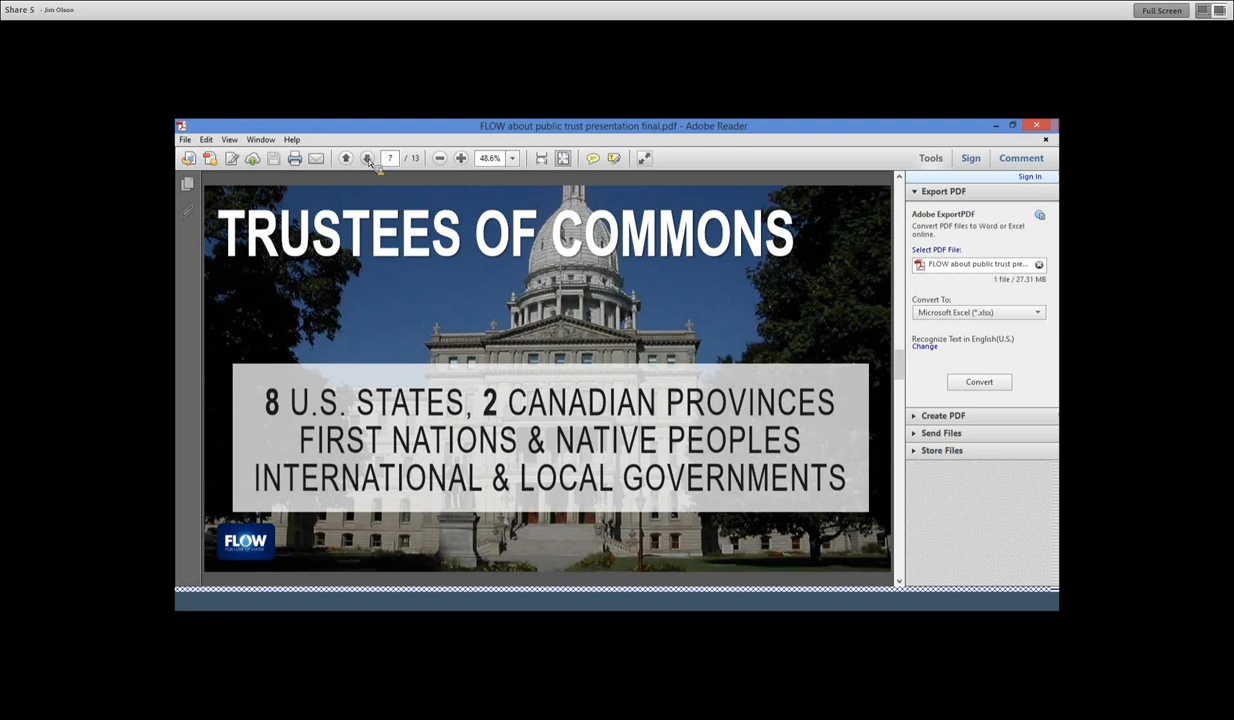 Share 5 - Jim Olson
Full Screen
FLOW about public trust presentation final.pdf - Adobe Reader
File Edit View Window Help
7 / 13 48.6% Tools Sign Comment
Sign In
Export PDF
Adobe ExportPDF
Convert PDF files to Word or Excel
online.
Select PDF File:
FLOW about public trust pre...
1 file / 27.31 MB
Convert To:
Microsoft Excel (*.xlsx)
Recognize Text in English(U.S.)
Change
Convert
Create PDF
Send Files
Store Files
TRUSTEES OF COMMONS
8 U.S. STATES, 2 CANADIAN PROVINCES
FIRST NATIONS & NATIVE PEOPLES
INTERNATIONAL & LOCAL GOVERNMENTS
FLOW
FOR LOVE OF WATER